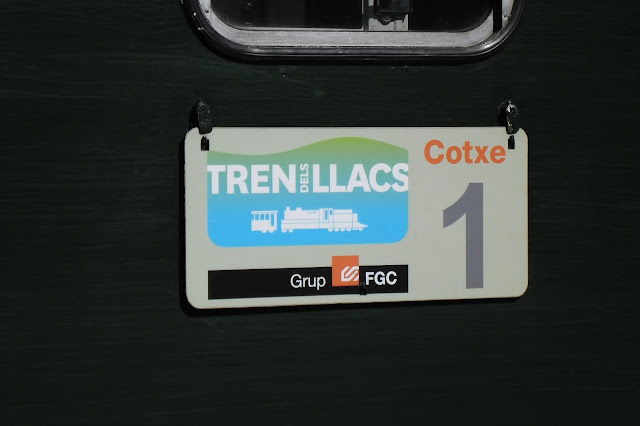 TREN DELS LLACS
Cotxe
1
Grup FGC